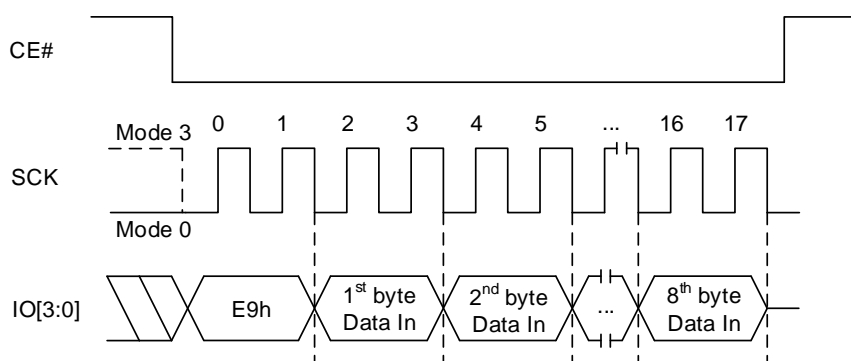 CE#
0 1 2 3 4 5 ... 16 17
Mode 3
SCK
Mode 0
IO[3:0]
E9h
1st byte
Data In
2nd byte
Data In
...
8th byte
Data In